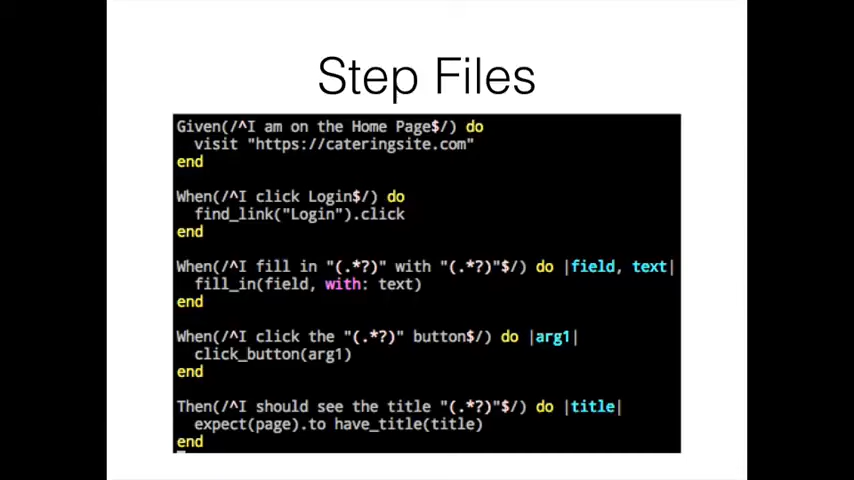 Step Files
Given(/^I am on the Home Page$/) do
visit "https://cateringsite.com"
end
When(/^I click Login$/) do
find_link("Login").click
end
When(/^I fill in "(.*?)" with "(.*?)"$/) do |field, text|
fill_in(field, with: text)
end
When(/^I click the "(.*?)" button$/) do |arg1|
click_button(arg1)
end
Then(/^I should see the title "(.*?)"$/) do |title|
expect(page).to have_title(title)
end